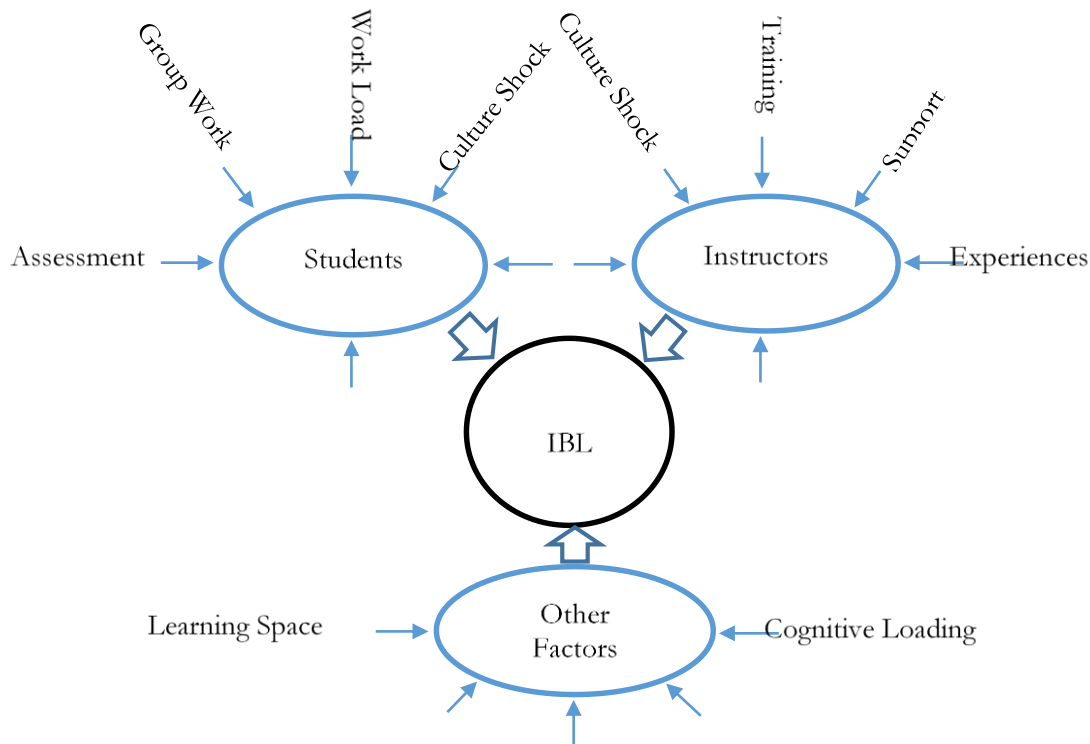 Group Work
Work Load
Culture Shock
Culture Shock
Training
Support
Assessment
Students
Instructors
Experiences
IBL
Learning Space
Other
Factors
Cognitive Loading